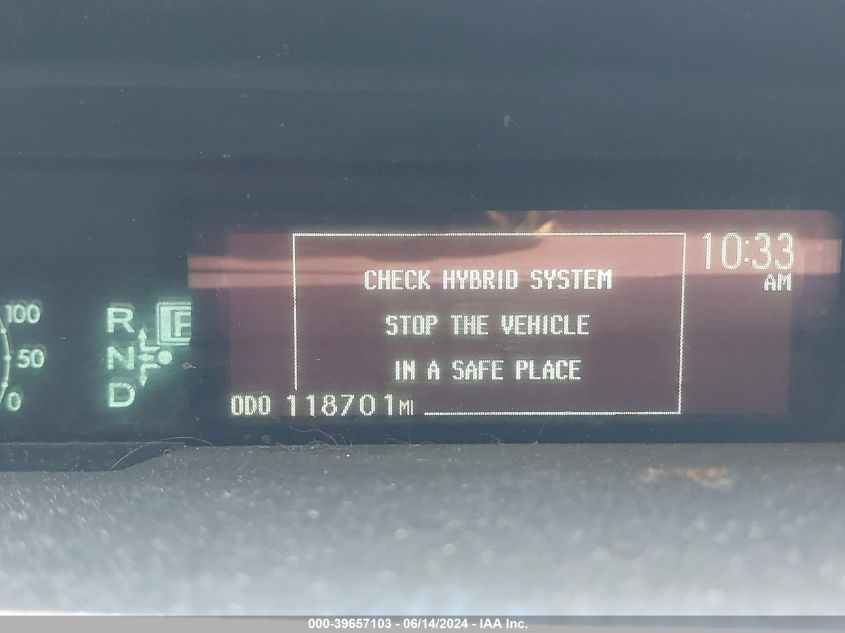 10:33
AM
CHECK HYBRID SYSTEM
STOP THE VEHICLE
IN A SAFE PLACE
ODO 118701MI
100
50
0
R
P
N
D
000-39657103 - 06/14/2024 - IAA Inc.